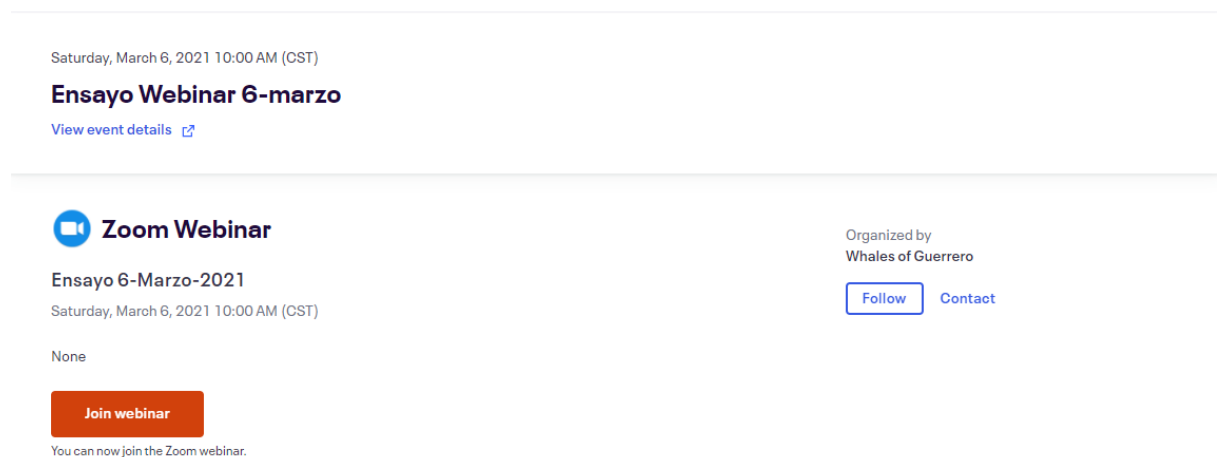 Saturday, March 6, 2021 10:00 AM (CST)
Ensayo Webinar 6-marzo
View event details
Zoom Webinar
Ensayo 6-Marzo-2021
Saturday, March 6, 2021 10:00 AM (CST)
None
Join webinar
You can now join the Zoom webinar.
Organized by
Whales of Guerrero
Follow Contact